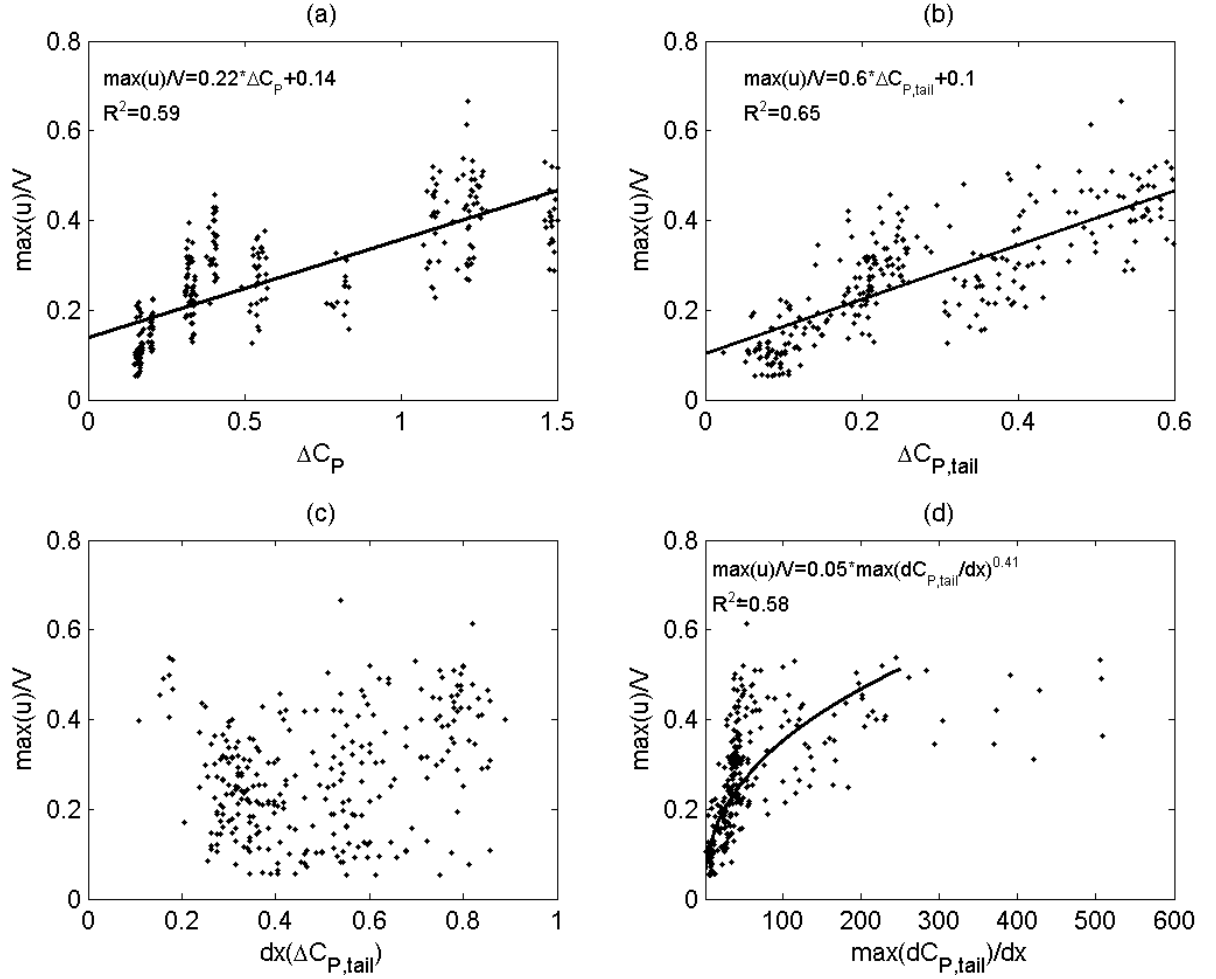 (a)
max(u)/V=0.22*ΔC_P+0.14
R²=0.59
0.8
0.6
0.4
0.2
0
max(u)/V
0 0.5 1 1.5
ΔC_P
(b)
max(u)/V=0.6*ΔC_P,tail+0.1
R²=0.65
0.8
0.6
0.4
0.2
0
max(u)/V
0 0.2 0.4 0.6
ΔC_P,tail
(c)
0.8
0.6
0.4
0.2
0
max(u)/V
0 0.2 0.4 0.6 0.8 1
dx(ΔC_P,tail)
(d)
max(u)/V=0.05*max(dC_P,tail/dx)^0.41
R²=0.58
0.8
0.6
0.4
0.2
0
max(u)/V
100 200 300 400 500 600
max(dC_P,tail)/dx